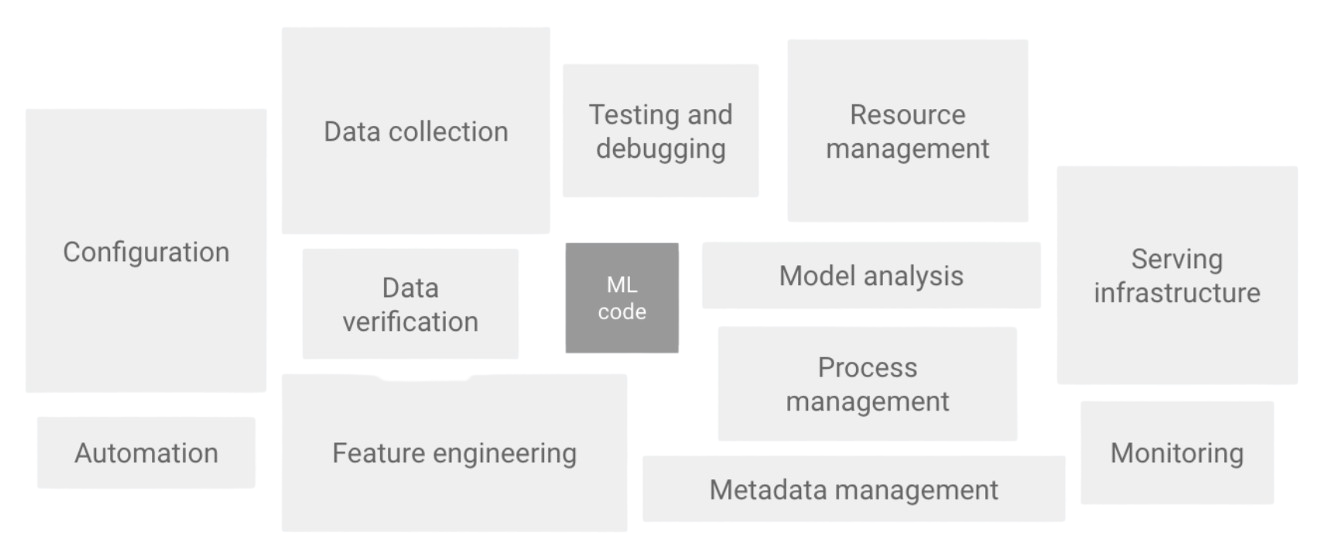 Configuration
Automation
Data collection
Data
verification
Feature engineering
Testing and
debugging
ML
code
Resource
management
Model analysis
Process
management
Metadata management
Serving
infrastructure
Monitoring